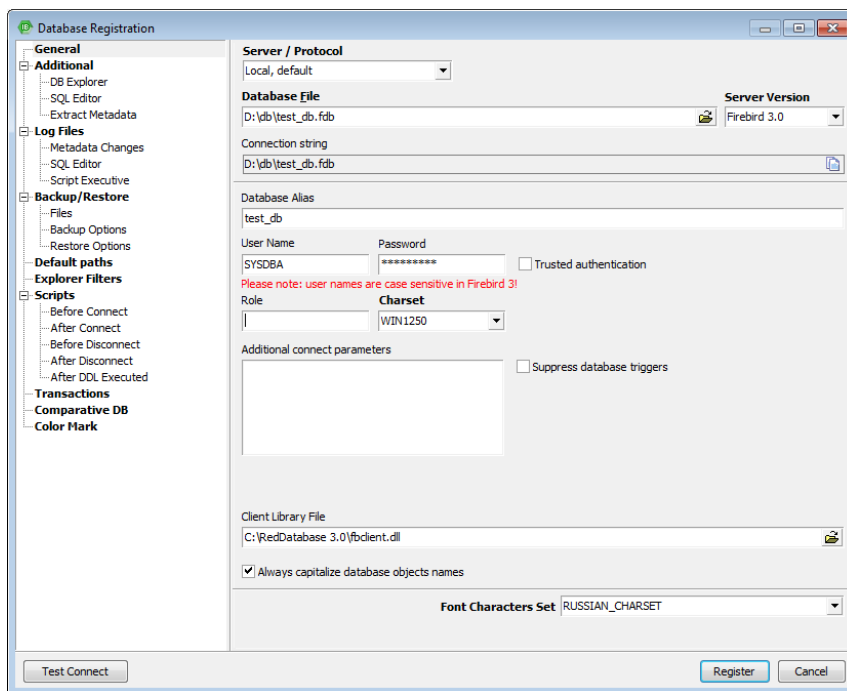 Database Registration
General
Additional
DB Explorer
SQL Editor
Extract Metadata
Log Files
Metadata Changes
SQL Editor
Script Executive
Backup/Restore
Files
Backup Options
Restore Options
Default paths
Explorer Filters
Scripts
Before Connect
After Connect
Before Disconnect
After Disconnect
After DDL Executed
Transactions
Comparative DB
Color Mark
Server / Protocol
Local, default
Database File Server Version
D:\db\test_db.fdb Firebird 3.0
Connection string
D:\db\test_db.fdb
Database Alias
test_db
User Name Password
SYSDBA ********* Trusted authentication
Please note: user names are case sensitive in Firebird 3!
Role Charset
WIN1250
Additional connect parameters
Suppress database triggers
Client Library File
C:\RedDatabase 3.0\fbclient.dll
Always capitalize database objects names
Font Characters Set RUSSIAN_CHARSET
Test Connect Register Cancel